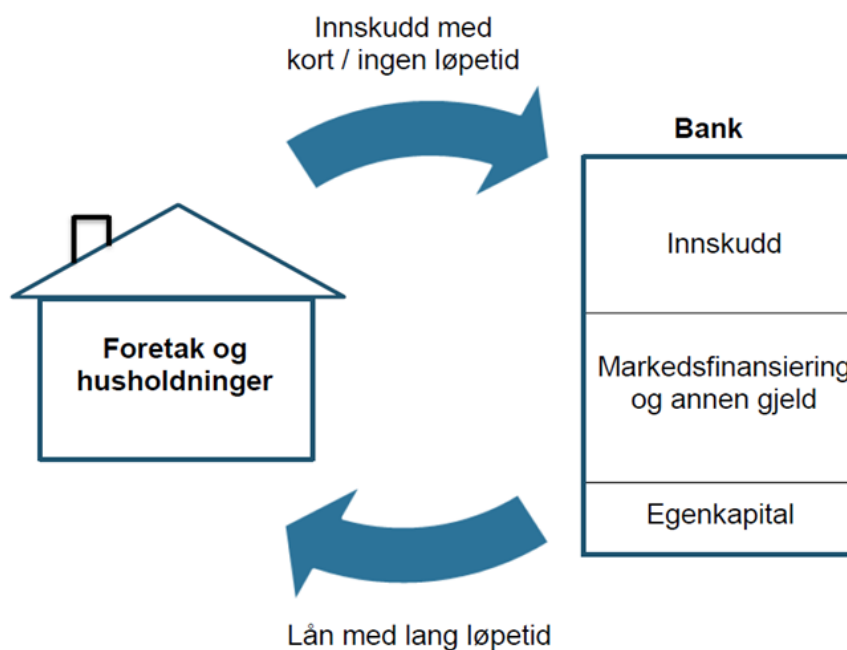 Innskudd med
kort / ingen løpetid
Bank
Innskudd
Foretak og
husholdninger
Markedsfinansiering
og annen gjeld
Egenkapital
Lån med lang løpetid